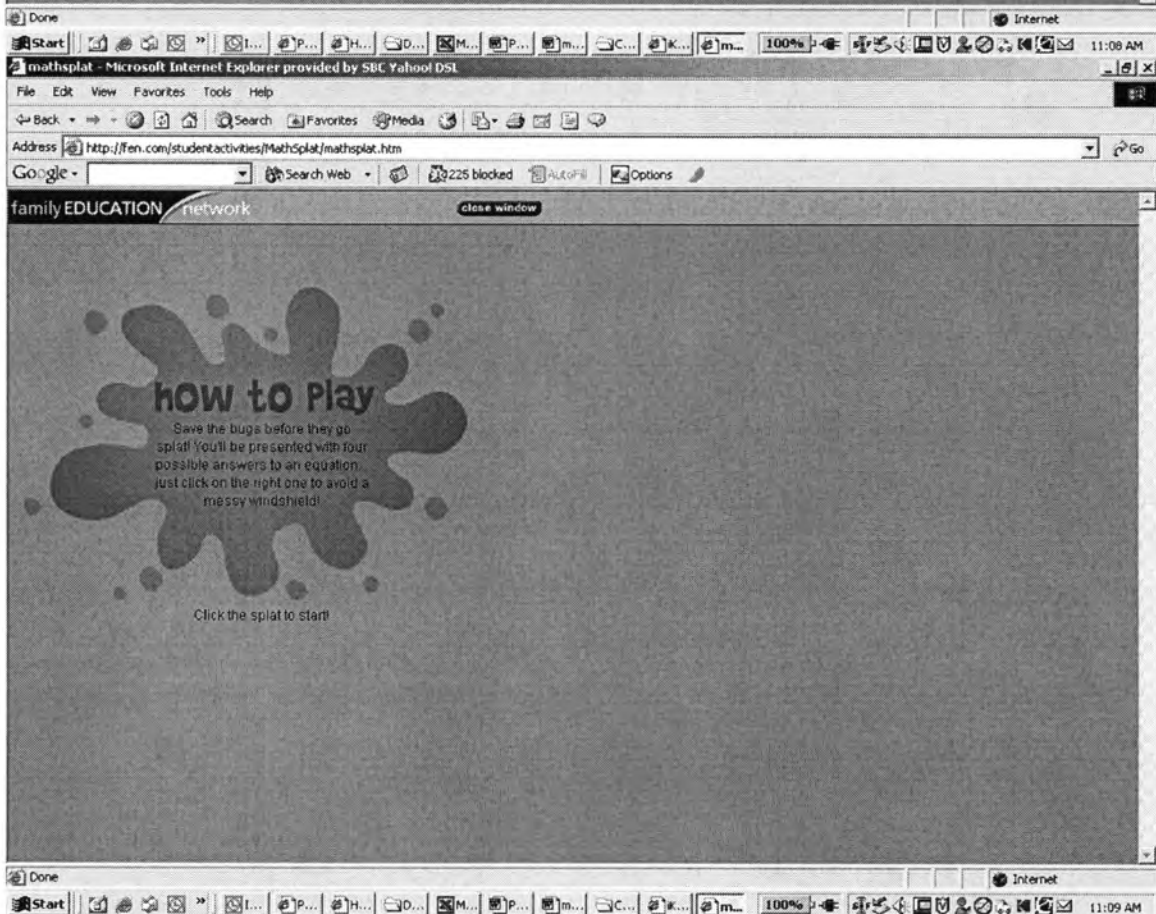 Done Internet
Start » I... P... H... D... M... P... m... C... K... m... 100% 11:08 AM
mathsplat - Microsoft Internet Explorer provided by SBC Yahoo! DSL
File Edit View Favorites Tools Help
Back Search Favorites Media
Address http://fen.com/studentactivities/MathSplat/mathsplat.htm Go
Google - Search Web 225 blocked AutoFill Options
family EDUCATION network close window
how to Play
Save the bugs before they go
splat! You'll be presented with four
possible answers to an equation
just click on the right one to avoid a
messy windshield!
Click the splat to start!
Done Internet
Start » I... P... H... D... M... P... m... C... K... m... 100% 11:09 AM